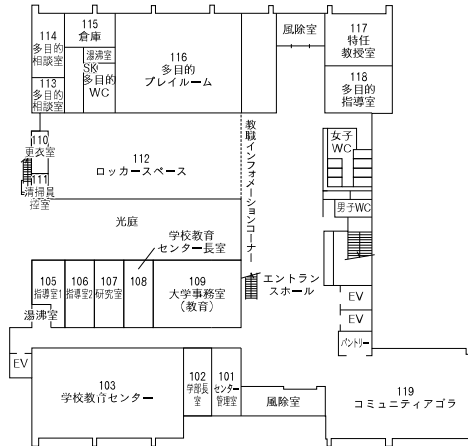 115
倉庫
114
多目的
相談室
湯沸室
SK
多目的
WC
116
多目的
プレイルーム
風除室
117
特任
教授室
113
多目的
相談室
118
多目的
指導室
110
更衣室
111
清掃員
控室
112
ロッカースペース
教職インフォメーションコーナー
女子
WC
男子WC
光庭
学校教育
センター長室
105
指導室1
106
指導室2
107
研究室
108
109
大学事務室
(教育)
エントラン
スホール
湯沸室
EV
EV
パントリー
EV
103
学校教育センター
102
学部長
室
101
センター
管理室
風除室
119
コミュニティアゴラ